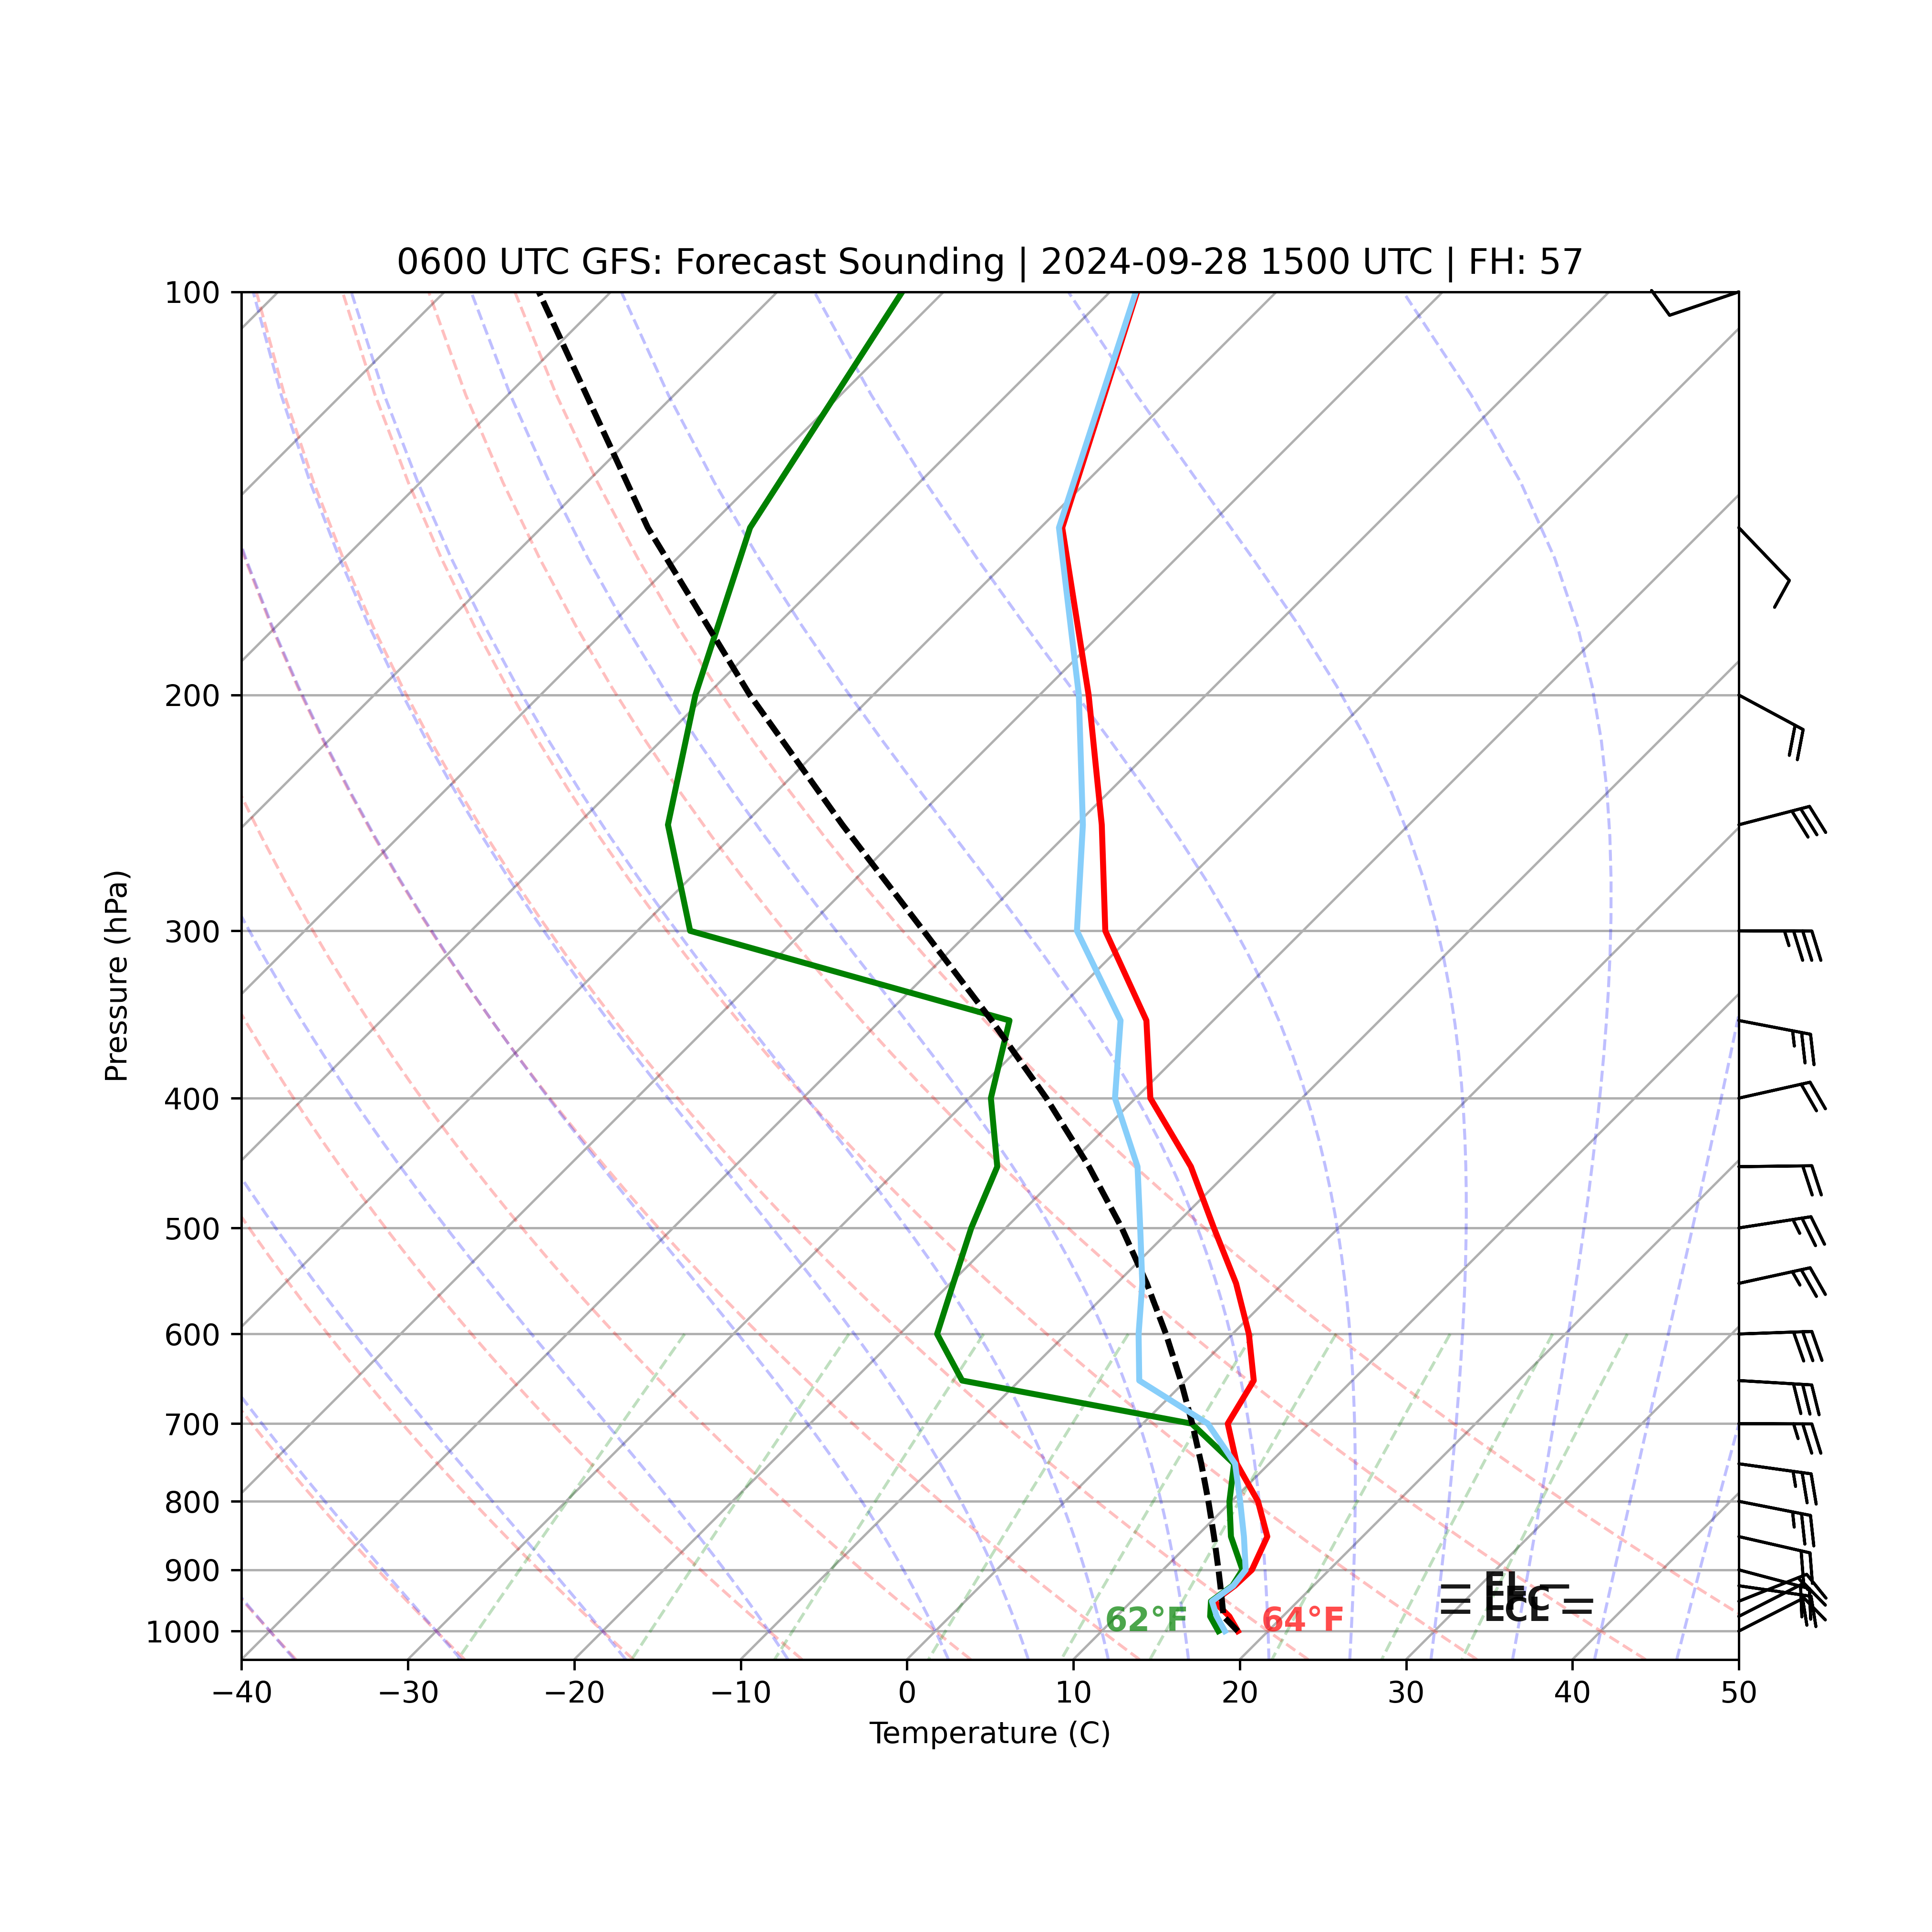 0600 UTC GFS: Forecast Sounding | 2024-09-28 1500 UTC | FH: 57
100
200
300
400
500
600
700
800
900
1000
Pressure (hPa)
62°F
64°F
EL
LCL
−40
−30
−20
−10
0
10
20
30
40
50
Temperature (C)